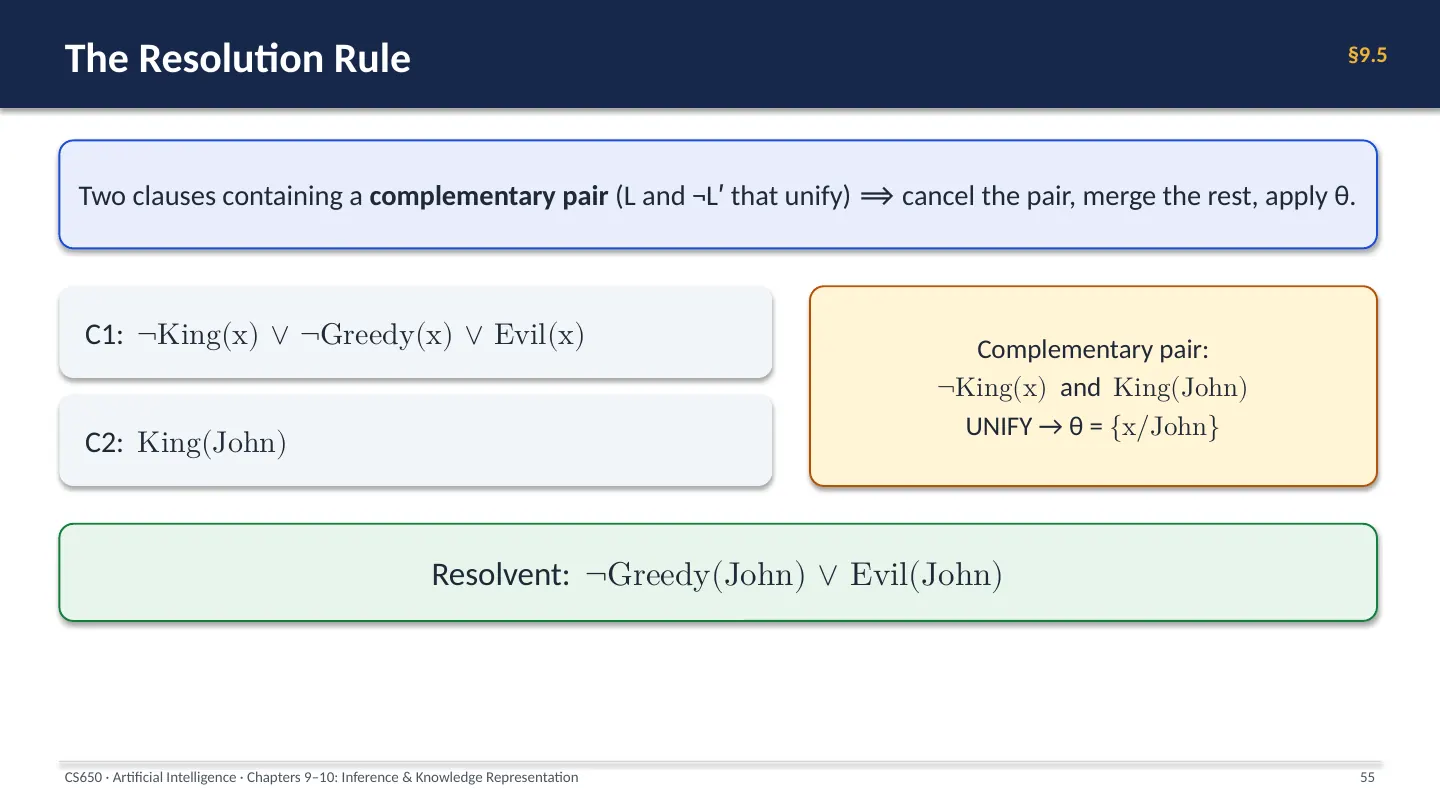 The Resolution Rule
§9.5
Two clauses containing a complementary pair (L and ¬L′ that unify) ⟹ cancel the pair, merge the rest, apply θ.
C1: ¬King(x) ∨ ¬Greedy(x) ∨ Evil(x)
C2: King(John)
Complementary pair:
¬King(x) and King(John)
UNIFY → θ = {x/John}
Resolvent: ¬Greedy(John) ∨ Evil(John)
CS650 · Artificial Intelligence · Chapters 9–10: Inference & Knowledge Representation
55